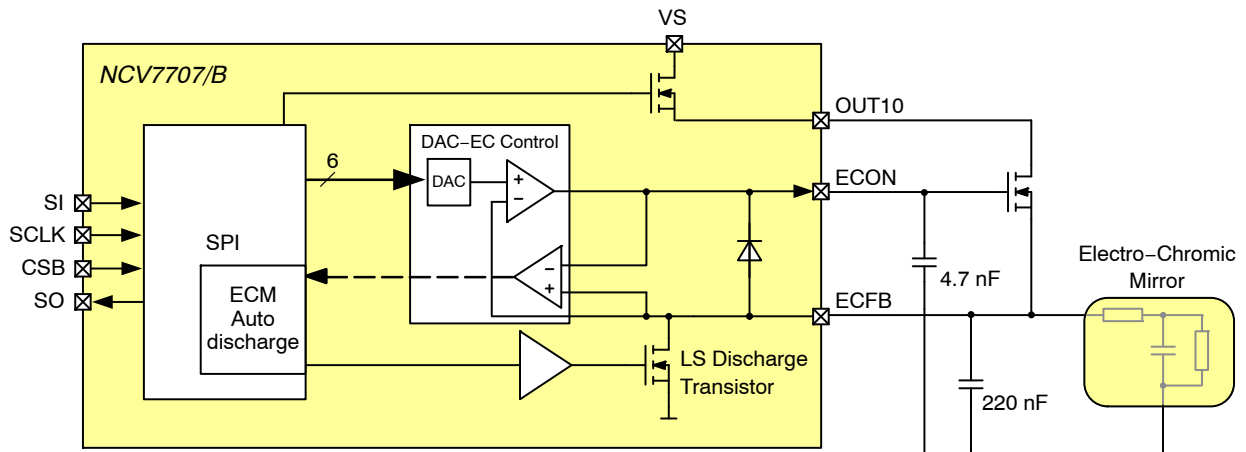 VS
NCV7707/B
OUT10
DAC−EC Control
6
DAC
+
−
ECON
SI
SCLK
CSB
SO
SPI
ECM
Auto
discharge
−
+
4.7 nF
Electro−Chromic
Mirror
ECFB
LS Discharge
Transistor
220 nF